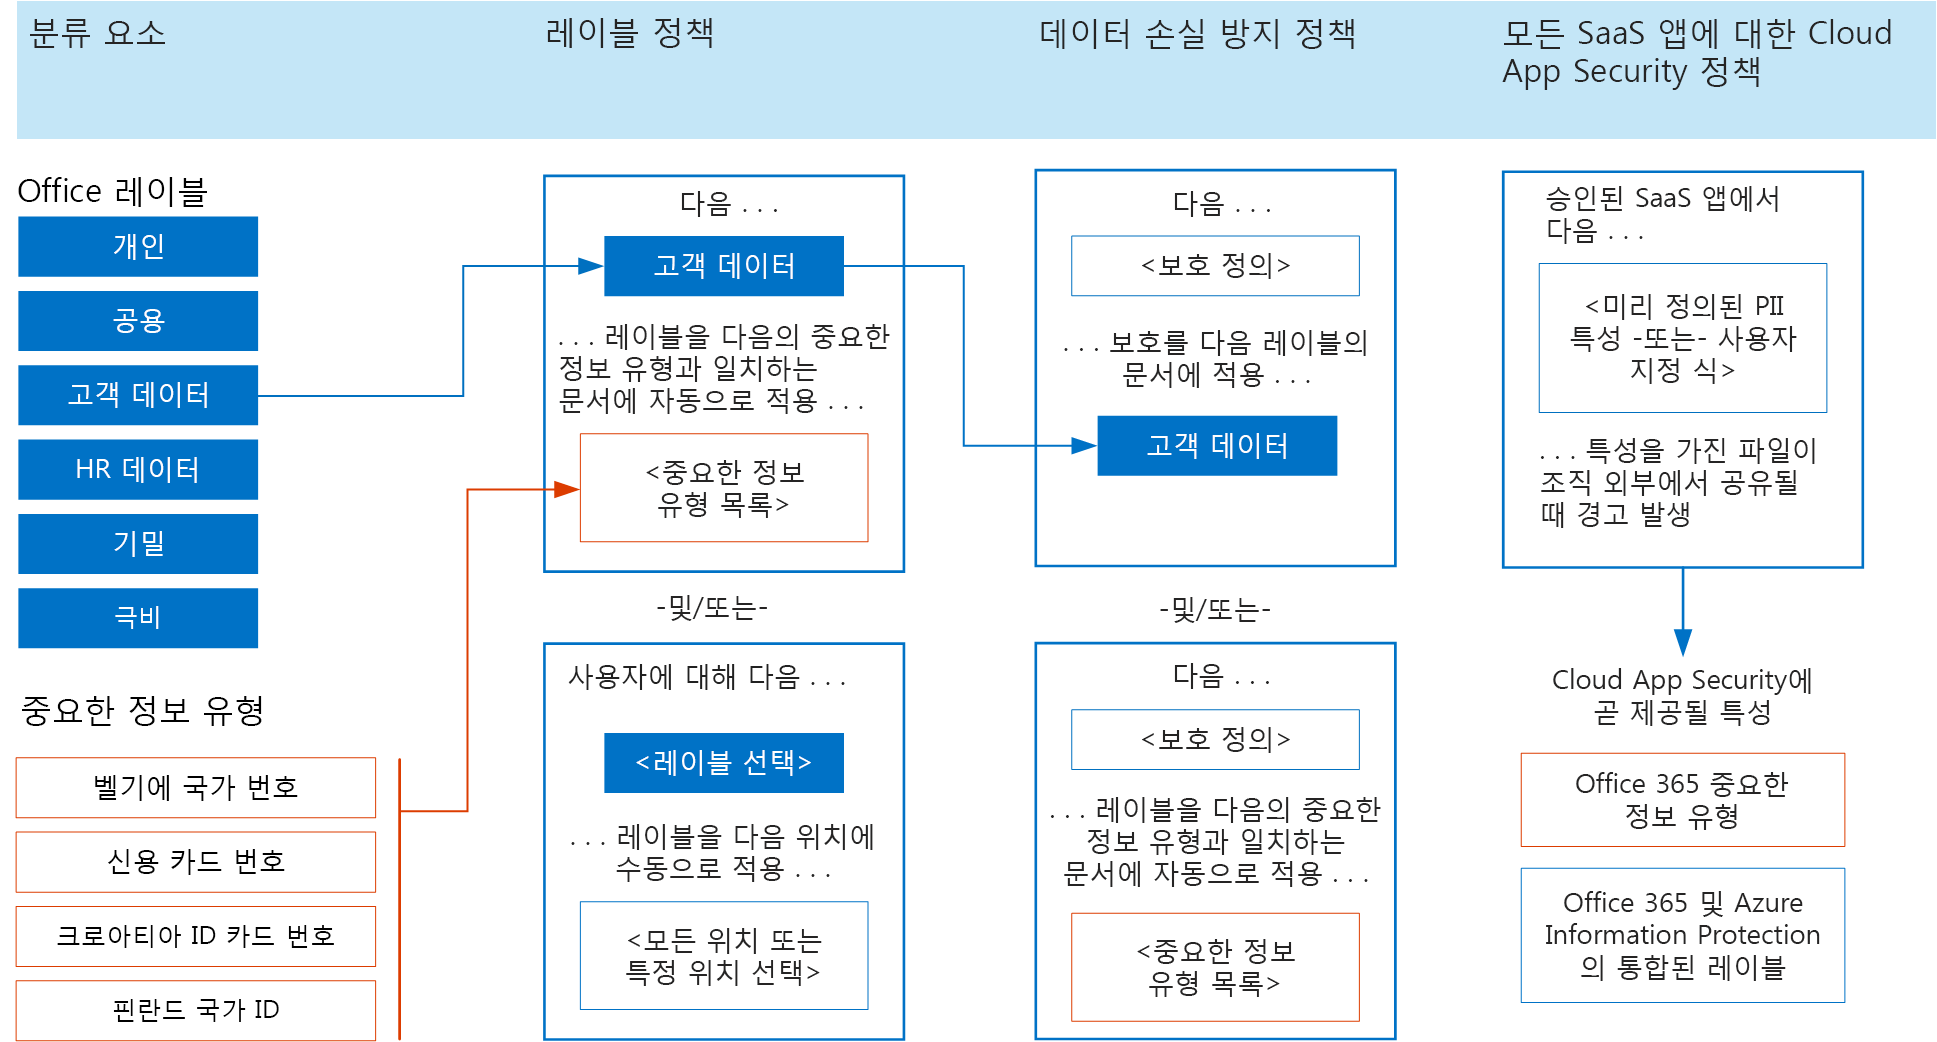 분류 요소
레이블 정책
데이터 손실 방지 정책
모든 SaaS 앱에 대한 Cloud
App Security 정책
Office 레이블
개인
공용
고객 데이터
HR 데이터
기밀
극비
중요한 정보 유형
벨기에 국가 번호
신용 카드 번호
크로아티아 ID 카드 번호
핀란드 국가 ID
다음 . . .
고객 데이터
. . . 레이블을 다음의 중요한
정보 유형과 일치하는
문서에 자동으로 적용 . . .
<중요한 정보
유형 목록>
-및/또는-
사용자에 대해 다음 . . .
<레이블 선택>
. . . 레이블을 다음 위치에
수동으로 적용 . . .
<모든 위치 또는
특정 위치 선택>
다음 . . .
<보호 정의>
. . . 보호를 다음 레이블의
문서에 적용 . . .
고객 데이터
-및/또는-
다음 . . .
<보호 정의>
. . . 레이블을 다음의 중요한
정보 유형과 일치하는
문서에 자동으로 적용 . . .
<중요한 정보
유형 목록>
승인된 SaaS 앱에서
다음 . . .
<미리 정의된 PII
특성 -또는- 사용자
지정 식>
. . . 특성을 가진 파일이
조직 외부에서 공유될
때 경고 발생
Cloud App Security에
곧 제공될 특성
Office 365 중요한
정보 유형
Office 365 및 Azure
Information Protection
의 통합된 레이블